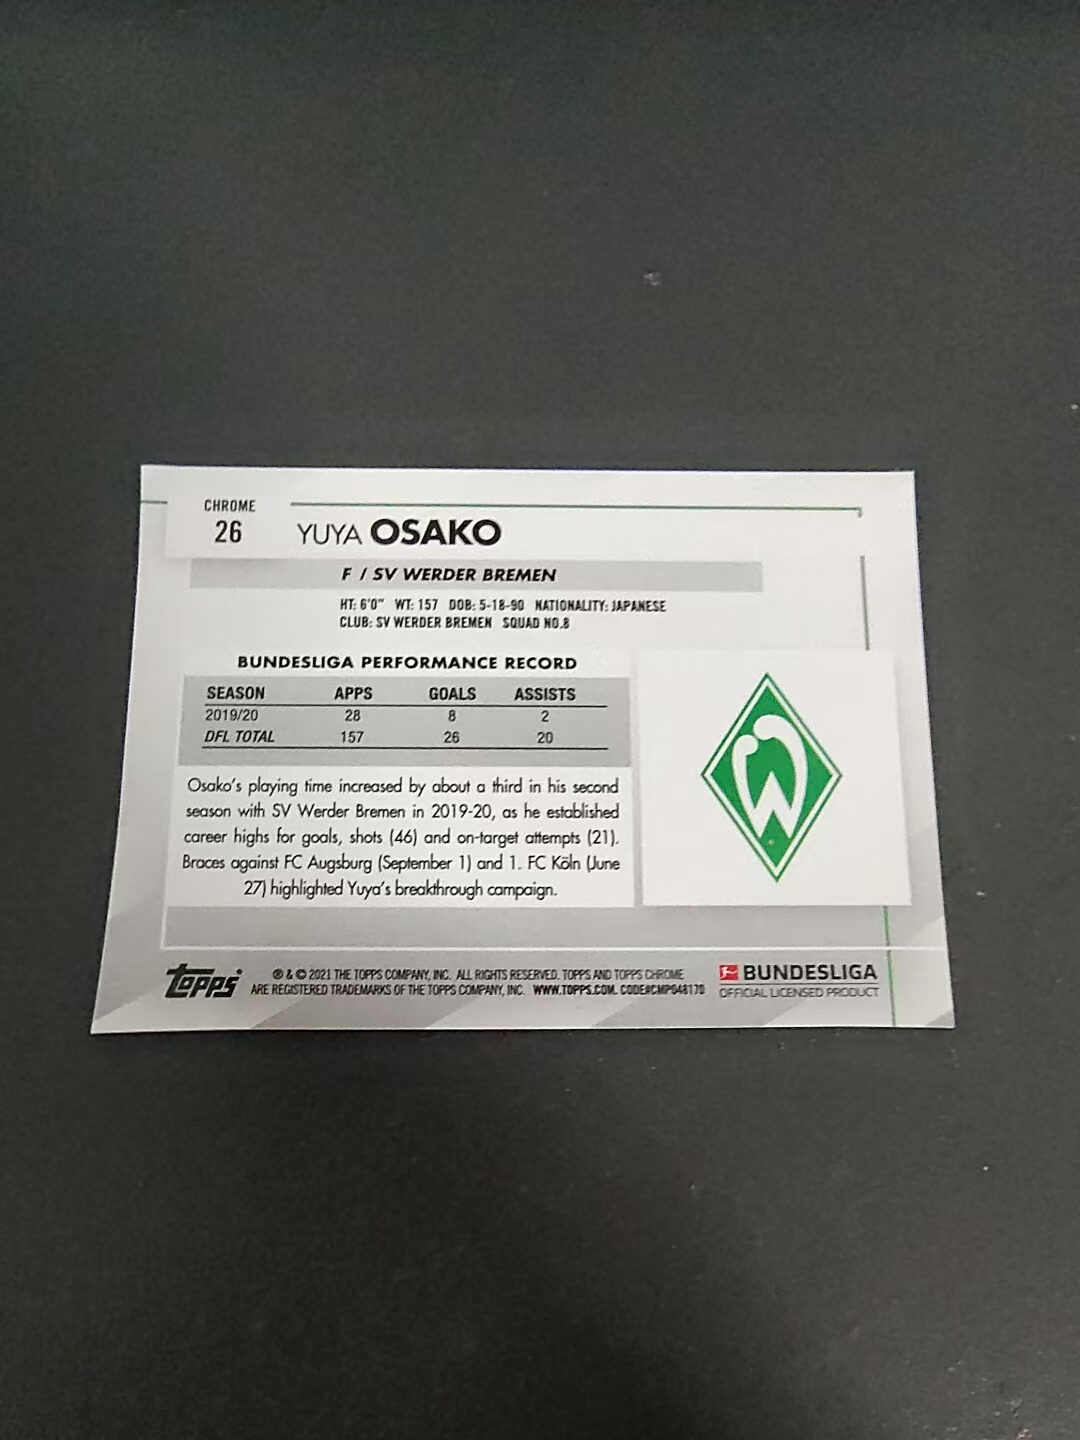 CHROME
26
YUYA OSAKO
F / SV WERDER BREMEN
HT: 6'0" WT: 157 DOB: 5-18-90 NATIONALITY: JAPANESE
CLUB: SV WERDER BREMEN SQUAD NO.8
BUNDESLIGA PERFORMANCE RECORD
SEASON APPS GOALS ASSISTS
2019/20 28 8 2
DFL TOTAL 157 26 20
Osako's playing time increased by about a third in his second
season with SV Werder Bremen in 2019-20, as he established
career highs for goals, shots (46) and on-target attempts (21).
Braces against FC Augsburg (September 1) and 1. FC Köln (June
27) highlighted Yuya's breakthrough campaign.
W
topps
® & © 2021 THE TOPPS COMPANY, INC. ALL RIGHTS RESERVED. TOPPS AND TOPPS CHROME
ARE REGISTERED TRADEMARKS OF THE TOPPS COMPANY, INC. WWW.TOPPS.COM. CODE#CMP048170
BUNDESLIGA
OFFICIAL LICENSED PRODUCT